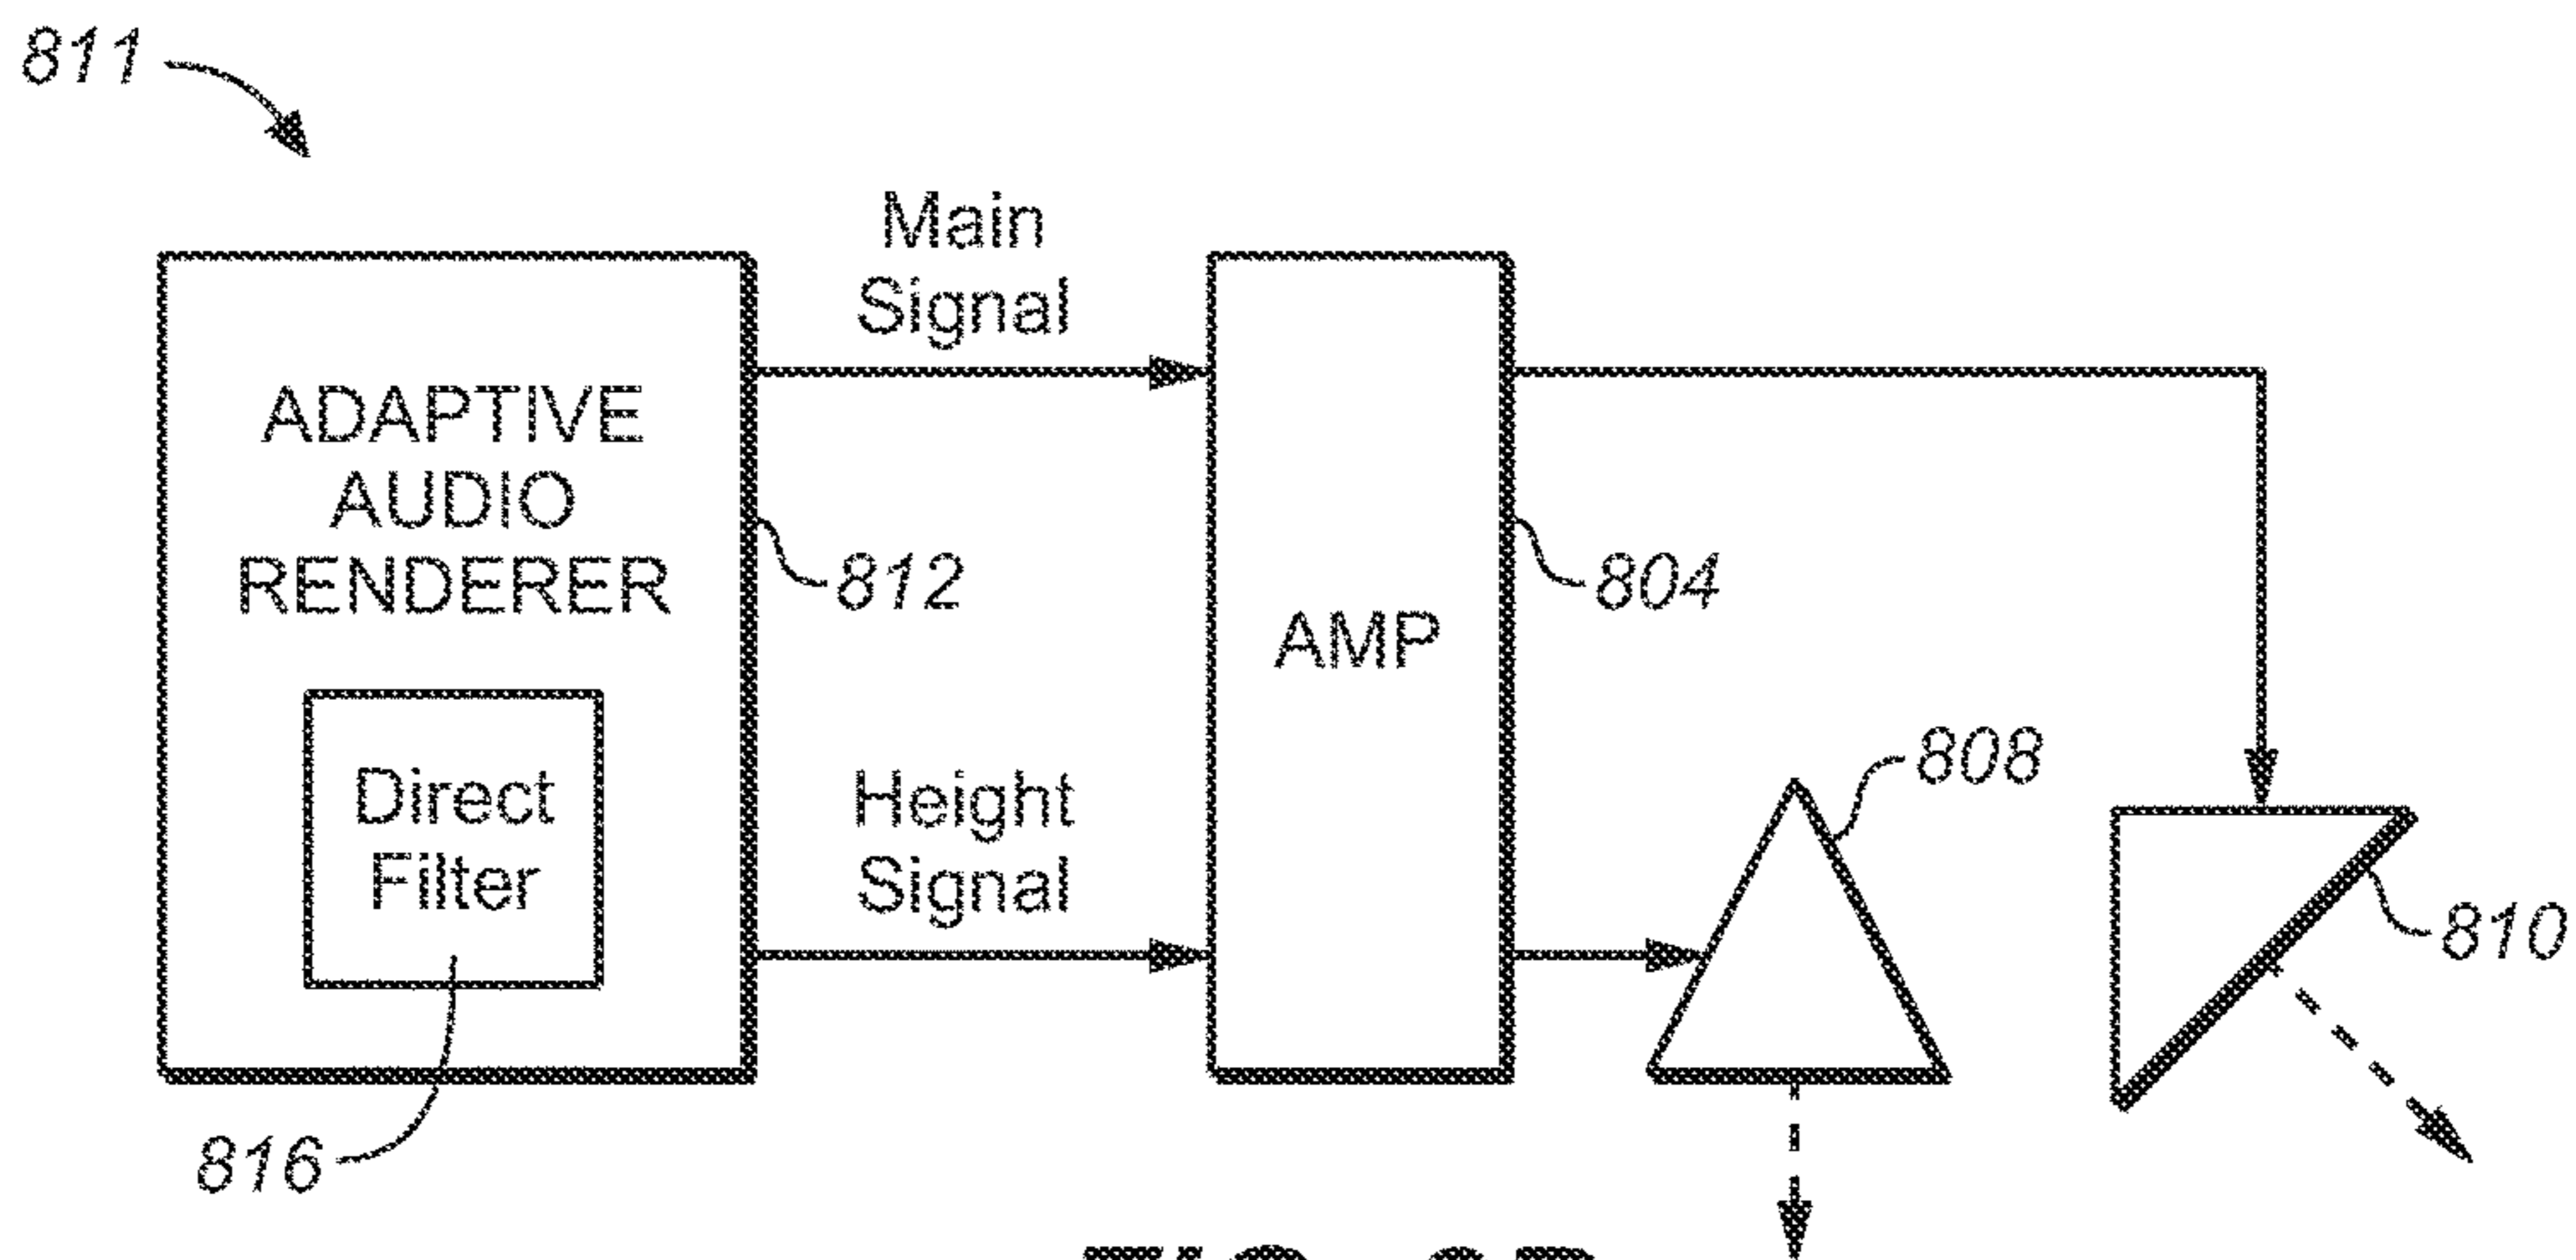 811
Main
Signal
ADAPTIVE
AUDIO
RENDERER
812
804
AMP
Direct
Filter
Height
Signal
808
810
816